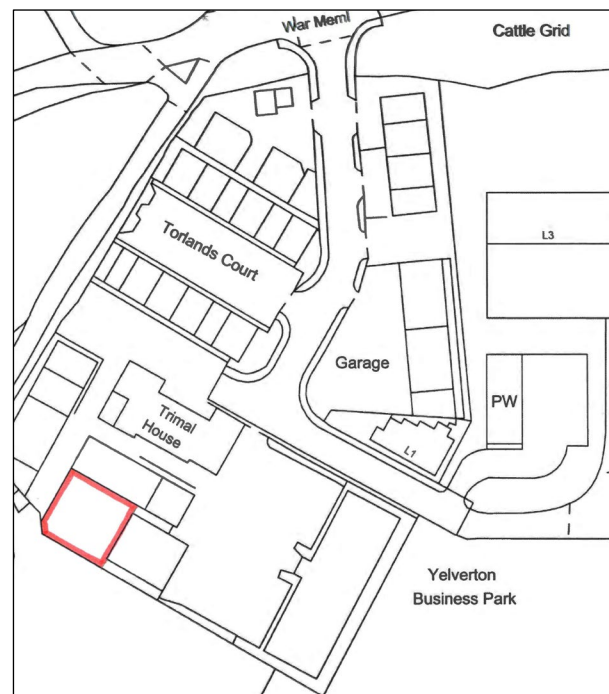 War Meml
Cattle Grid
Torlands Court
L3
Garage
PW
Trimal
House
L1
Yelverton
Business Park